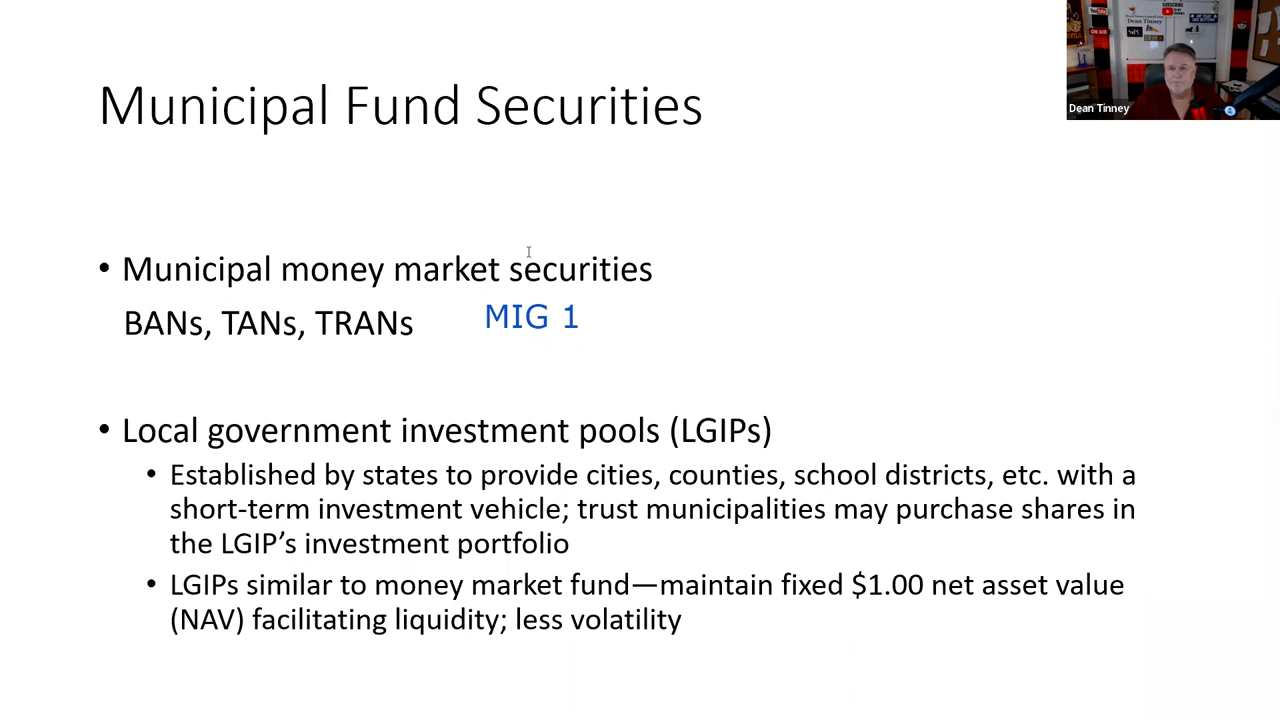 Municipal Fund Securities
Dean Tinney
• Municipal money market securities
BANs, TANs, TRANs MIG 1
• Local government investment pools (LGIPs)
• Established by states to provide cities, counties, school districts, etc. with a
short-term investment vehicle; trust municipalities may purchase shares in
the LGIP’s investment portfolio
• LGIPs similar to money market fund—maintain fixed $1.00 net asset value
(NAV) facilitating liquidity; less volatility